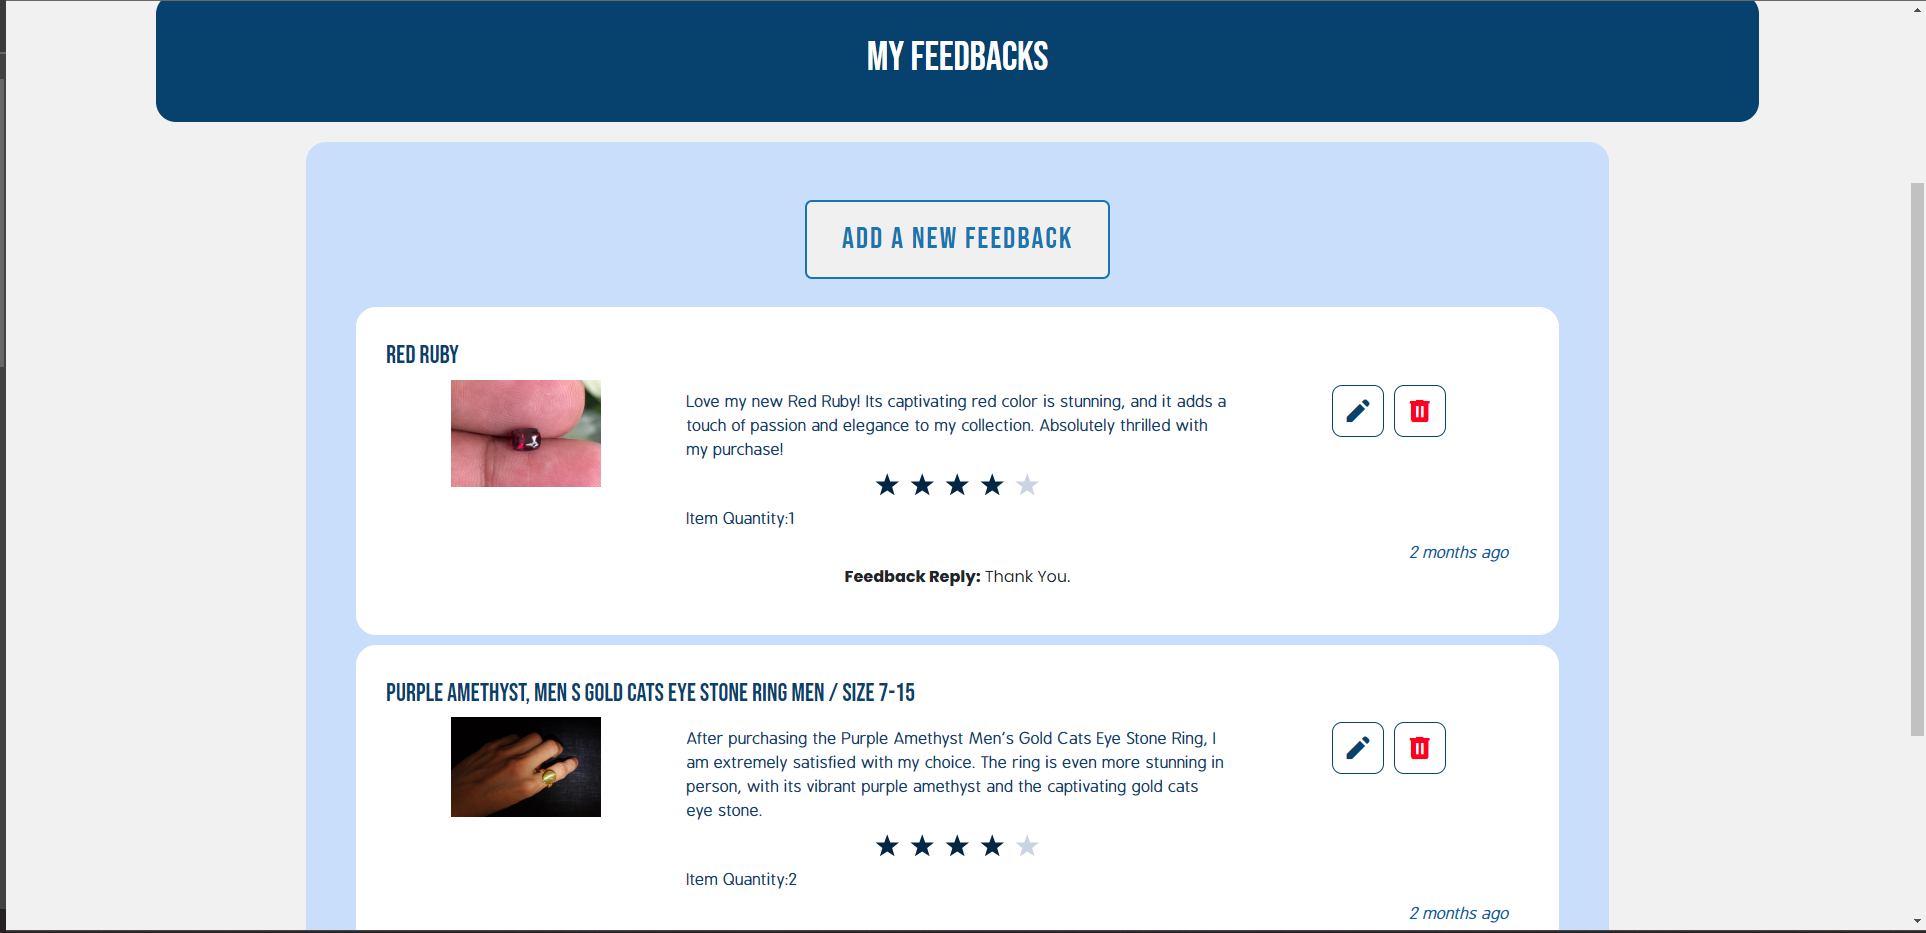 MY FEEDBACKS
ADD A NEW FEEDBACK
RED RUBY
Love my new Red Ruby! Its captivating red color is stunning, and it adds a
touch of passion and elegance to my collection. Absolutely thrilled with
my purchase!
Item Quantity:1
2 months ago
Feedback Reply: Thank You.
PURPLE AMETHYST, MEN S GOLD CATS EYE STONE RING MEN / SIZE 7-15
After purchasing the Purple Amethyst Men's Gold Cats Eye Stone Ring, I
am extremely satisfied with my choice. The ring is even more stunning in
person, with its vibrant purple amethyst and the captivating gold cats
eye stone.
Item Quantity:2
2 months ago